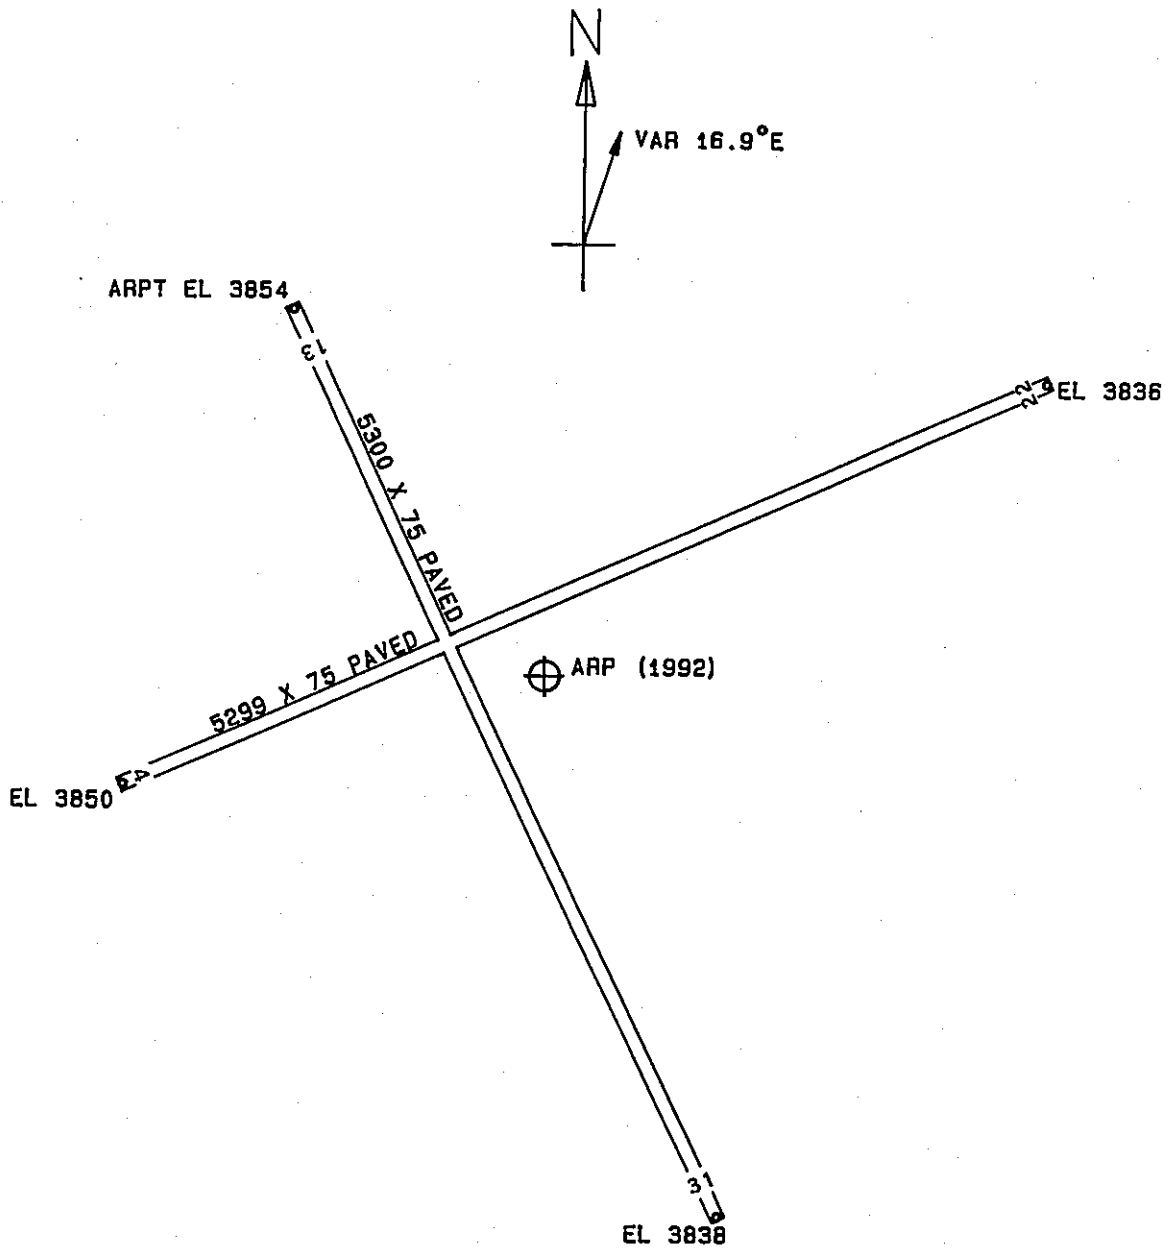 N
VAR 16.9°E
ARPT EL 3854
13
22
EL 3836
5300 X 75 PAVED
ARP (1992)
5299 X 75 PAVED
4
EL 3850
31
EL 3838